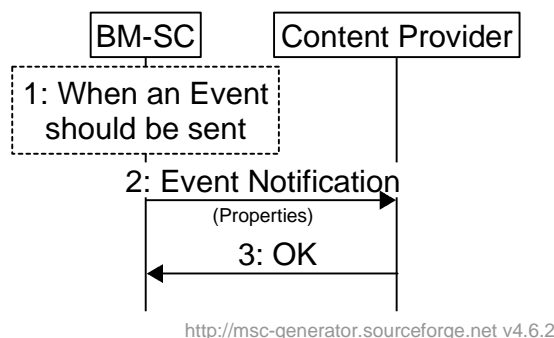 BM-SC
Content Provider
1: When an Event
should be sent
2: Event Notification
(Properties)
3: OK
http://msc-generator.sourceforge.net v4.6.2